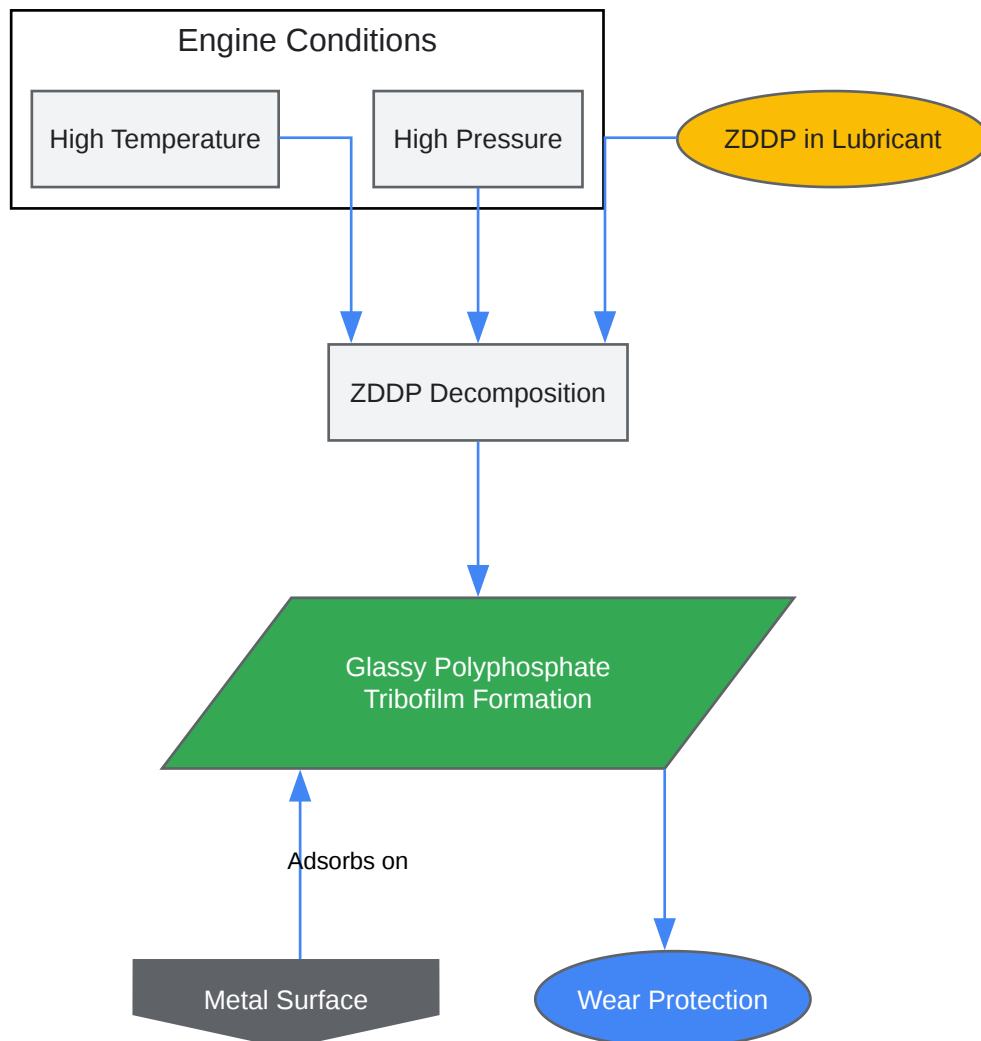 Engine Conditions
High Temperature
High Pressure
ZDDP in Lubricant
ZDDP Decomposition
Glassy Polyphosphate
Tribofilm Formation
Adsorbs on
Metal Surface
Wear Protection